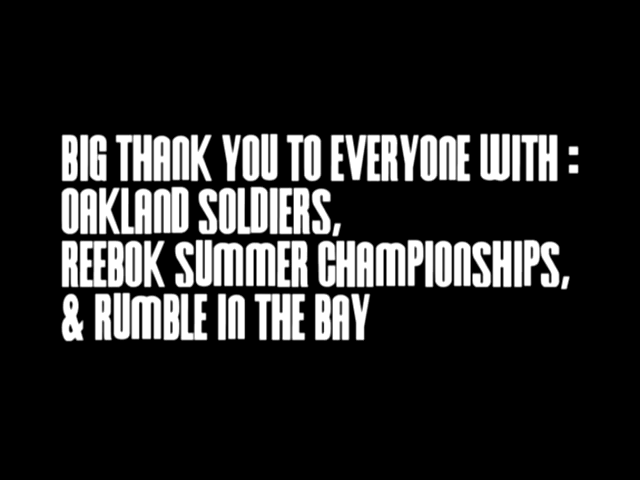 BIG THANK YOU TO EVERYONE WITH :
OAKLAND SOLDIERS,
REEBOK SUMMER CHAMPIONSHIPS,
& RUMBLE IN THE BAY